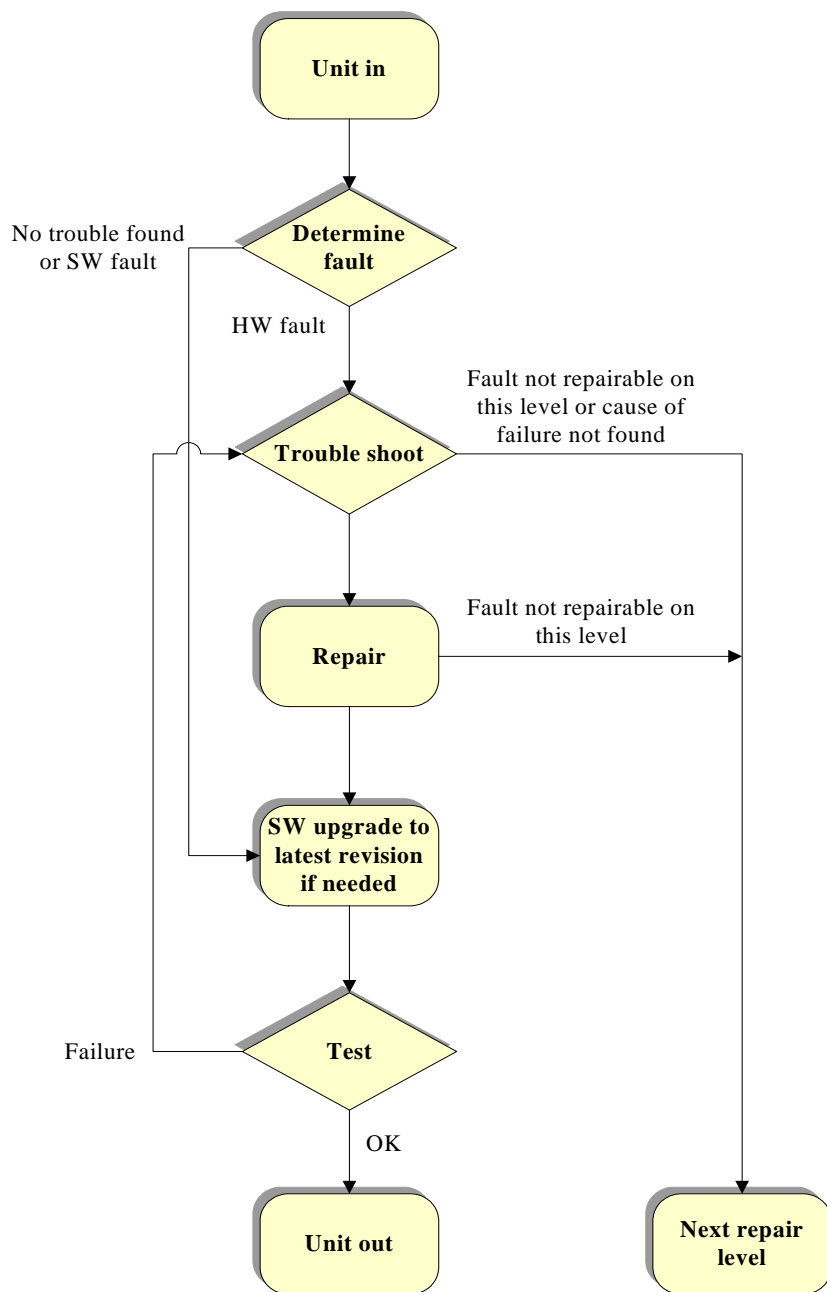 Unit in
No trouble found
or SW fault
Determine
fault
HW fault
Fault not repairable on
this level or cause of
failure not found
Trouble shoot
Fault not repairable on
this level
Repair
SW upgrade to
latest revision
if needed
Failure
Test
OK
Unit out
Next repair
level